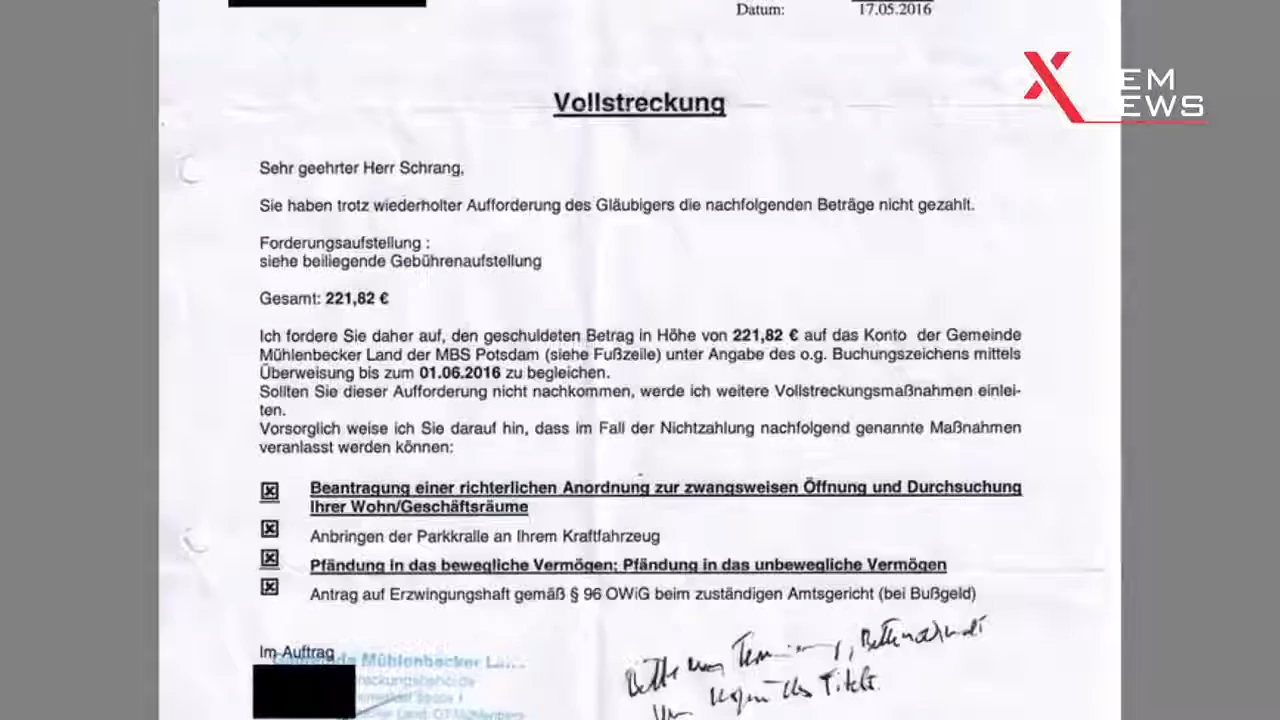 Datum: 17.05.2016
XTREM
NEWS
Vollstreckung
Sehr geehrter Herr Schrang,
Sie haben trotz wiederholter Aufforderung des Gläubigers die nachfolgenden Beträge nicht gezahlt.
Forderungsaufstellung :
siehe beiliegende Gebührenaufstellung
Gesamt: 221,82 €
Ich fordere Sie daher auf, den geschuldeten Betrag in Höhe von 221,82 € auf das Konto der Gemeinde
Mühlenbecker Land der MBS Potsdam (siehe Fußzeile) unter Angabe des o.g. Buchungszeichens mittels
Überweisung bis zum 01.06.2016 zu begleichen.
Sollten Sie dieser Aufforderung nicht nachkommen, werde ich weitere Vollstreckungsmaßnahmen einlei-
ten.
Vorsorglich weise ich Sie darauf hin, dass im Fall der Nichtzahlung nachfolgend genannte Maßnahmen
veranlasst werden können:
Beantragung einer richterlichen Anordnung zur zwangsweisen Öffnung und Durchsuchung
Ihrer Wohn/Geschäftsräume
Anbringen der Parkkralle an Ihrem Kraftfahrzeug
Pfändung in das bewegliche Vermögen; Pfändung in das unbewegliche Vermögen
Antrag auf Erzwingungshaft gemäß § 96 OWiG beim zuständigen Amtsgericht (bei Bußgeld)
Im Auftrag
Mühlenbecker
Bitte um
des Titels